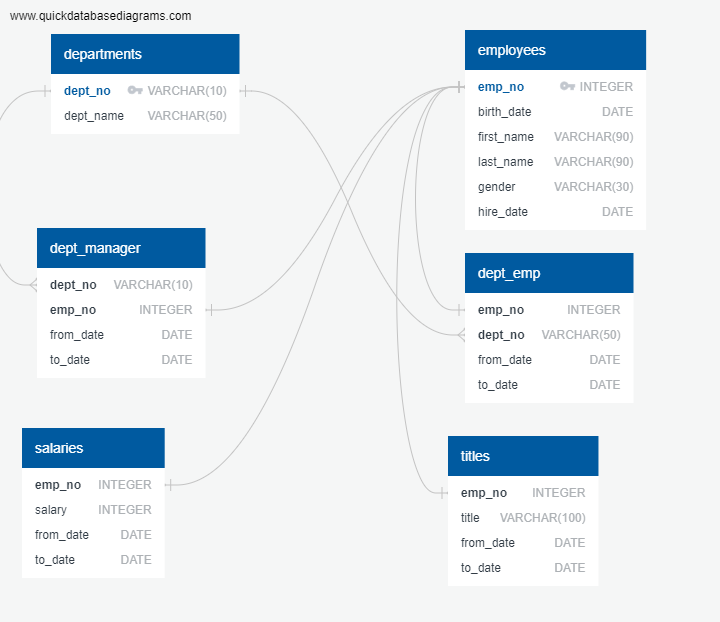 www.quickdatabasediagrams.com
departments
dept_no VARCHAR(10)
dept_name VARCHAR(50)
employees
emp_no INTEGER
birth_date DATE
first_name VARCHAR(90)
last_name VARCHAR(90)
gender VARCHAR(30)
hire_date DATE
dept_manager
dept_no VARCHAR(10)
emp_no INTEGER
from_date DATE
to_date DATE
dept_emp
emp_no INTEGER
dept_no VARCHAR(50)
from_date DATE
to_date DATE
salaries
emp_no INTEGER
salary INTEGER
from_date DATE
to_date DATE
titles
emp_no INTEGER
title VARCHAR(100)
from_date DATE
to_date DATE